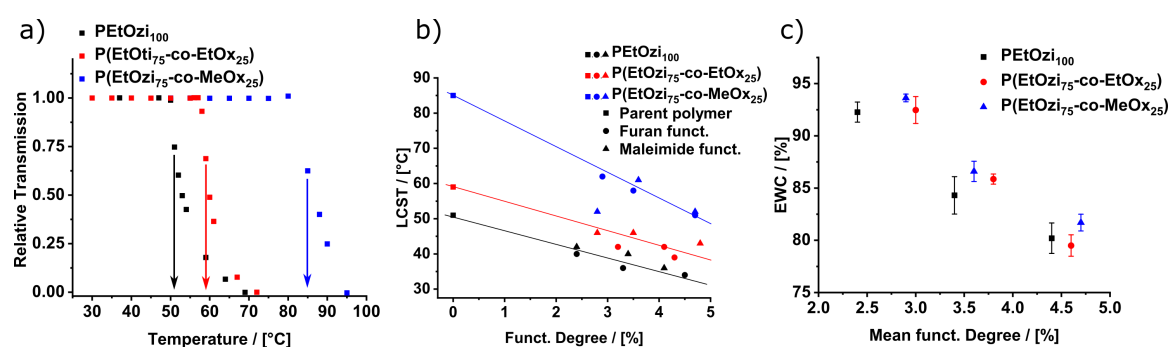 a)
PEtOzi₁₀₀
P(EtOti₇₅-co-EtOx₂₅)
P(EtOzi₇₅-co-MeOx₂₅)
1.00
0.75
0.50
0.25
0.00
Relative Transmission
30 40 50 60 70 80 90 100
Temperature / [°C]
b)
PEtOzi₁₀₀
P(EtOzi₇₅-co-EtOx₂₅)
P(EtOzi₇₅-co-MeOx₂₅)
Parent polymer
Furan funct.
Maleimide funct.
90
80
70
60
50
40
30
LCST / [°C]
0 1 2 3 4 5
Funct. Degree / [%]
c)
PEtOzi₁₀₀
P(EtOzi₇₅-co-EtOx₂₅)
P(EtOzi₇₅-co-MeOx₂₅)
95
90
85
80
75
EWC / [%]
2.0 2.5 3.0 3.5 4.0 4.5 5.0
Mean funct. Degree / [%]